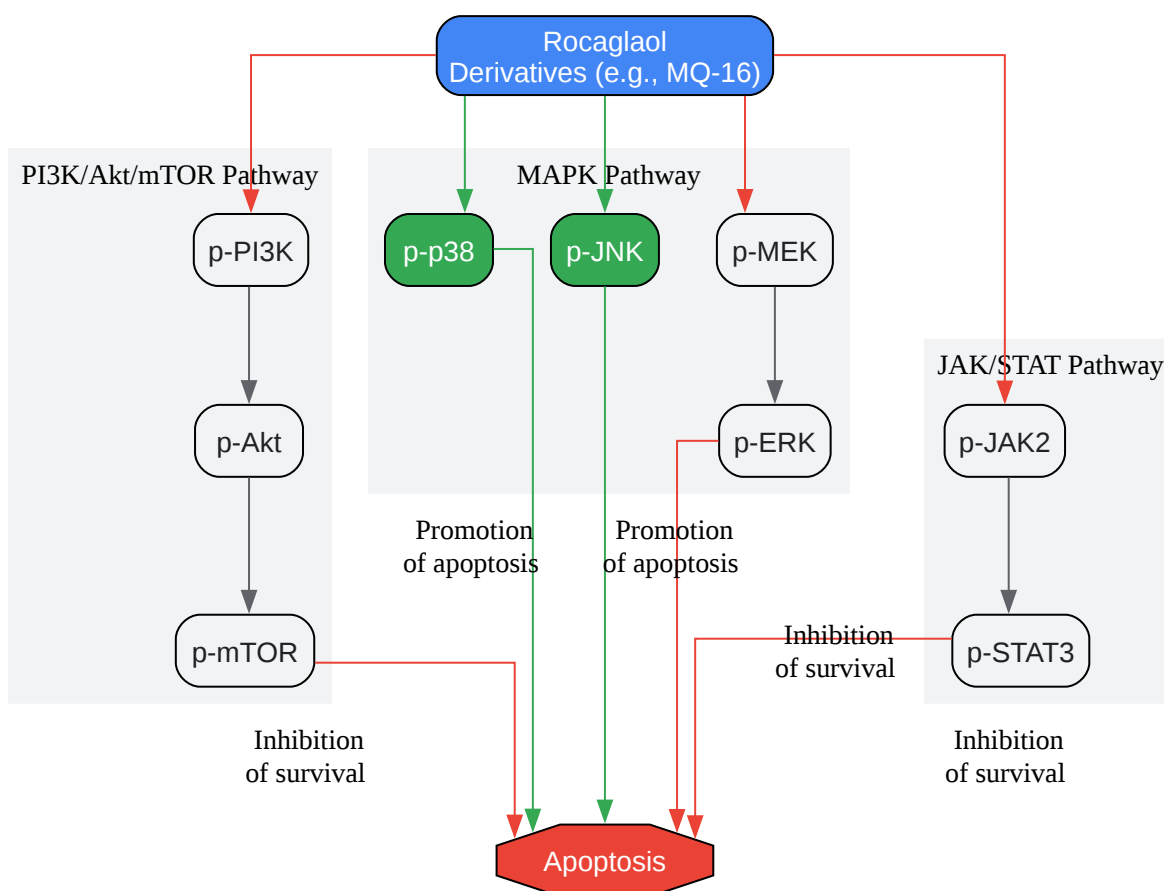 Rocaglaol
Derivatives (e.g., MQ-16)
PI3K/Akt/mTOR Pathway
MAPK Pathway
p-PI3K
p-p38
p-JNK
p-MEK
JAK/STAT Pathway
p-Akt
p-ERK
p-JAK2
Promotion
of apoptosis
Promotion
of apoptosis
p-mTOR
Inhibition
of survival
p-STAT3
Inhibition
of survival
Inhibition
of survival
Apoptosis